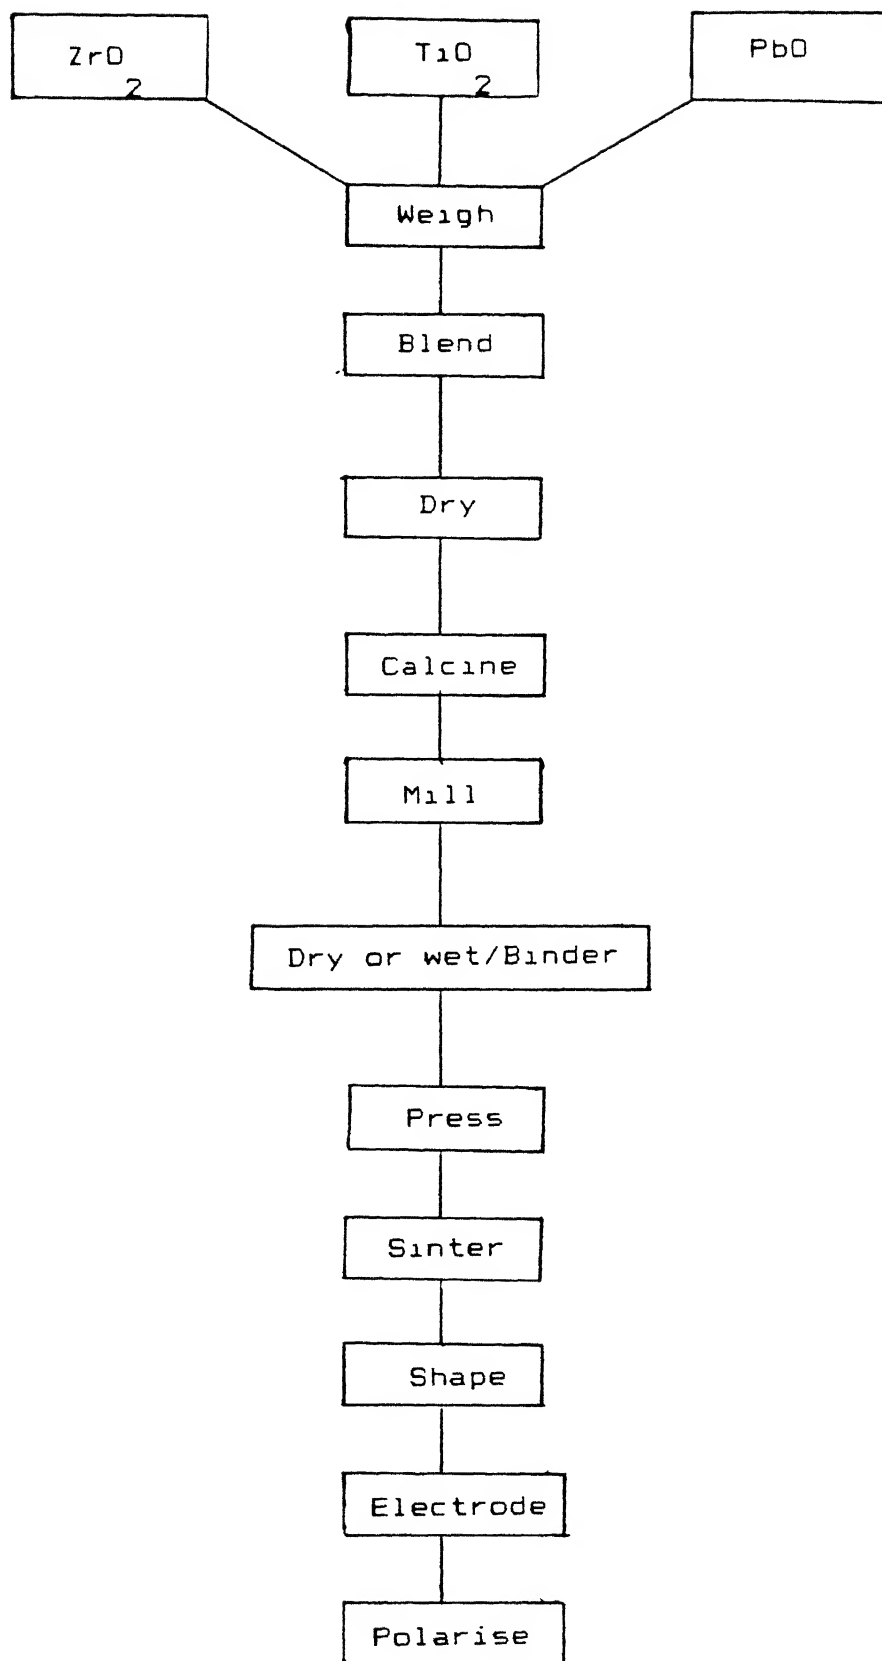 ZrO2 TiO2 PbO
Weigh
Blend
Dry
Calcine
Mill
Dry or wet/Binder
Press
Sinter
Shape
Electrode
Polarise